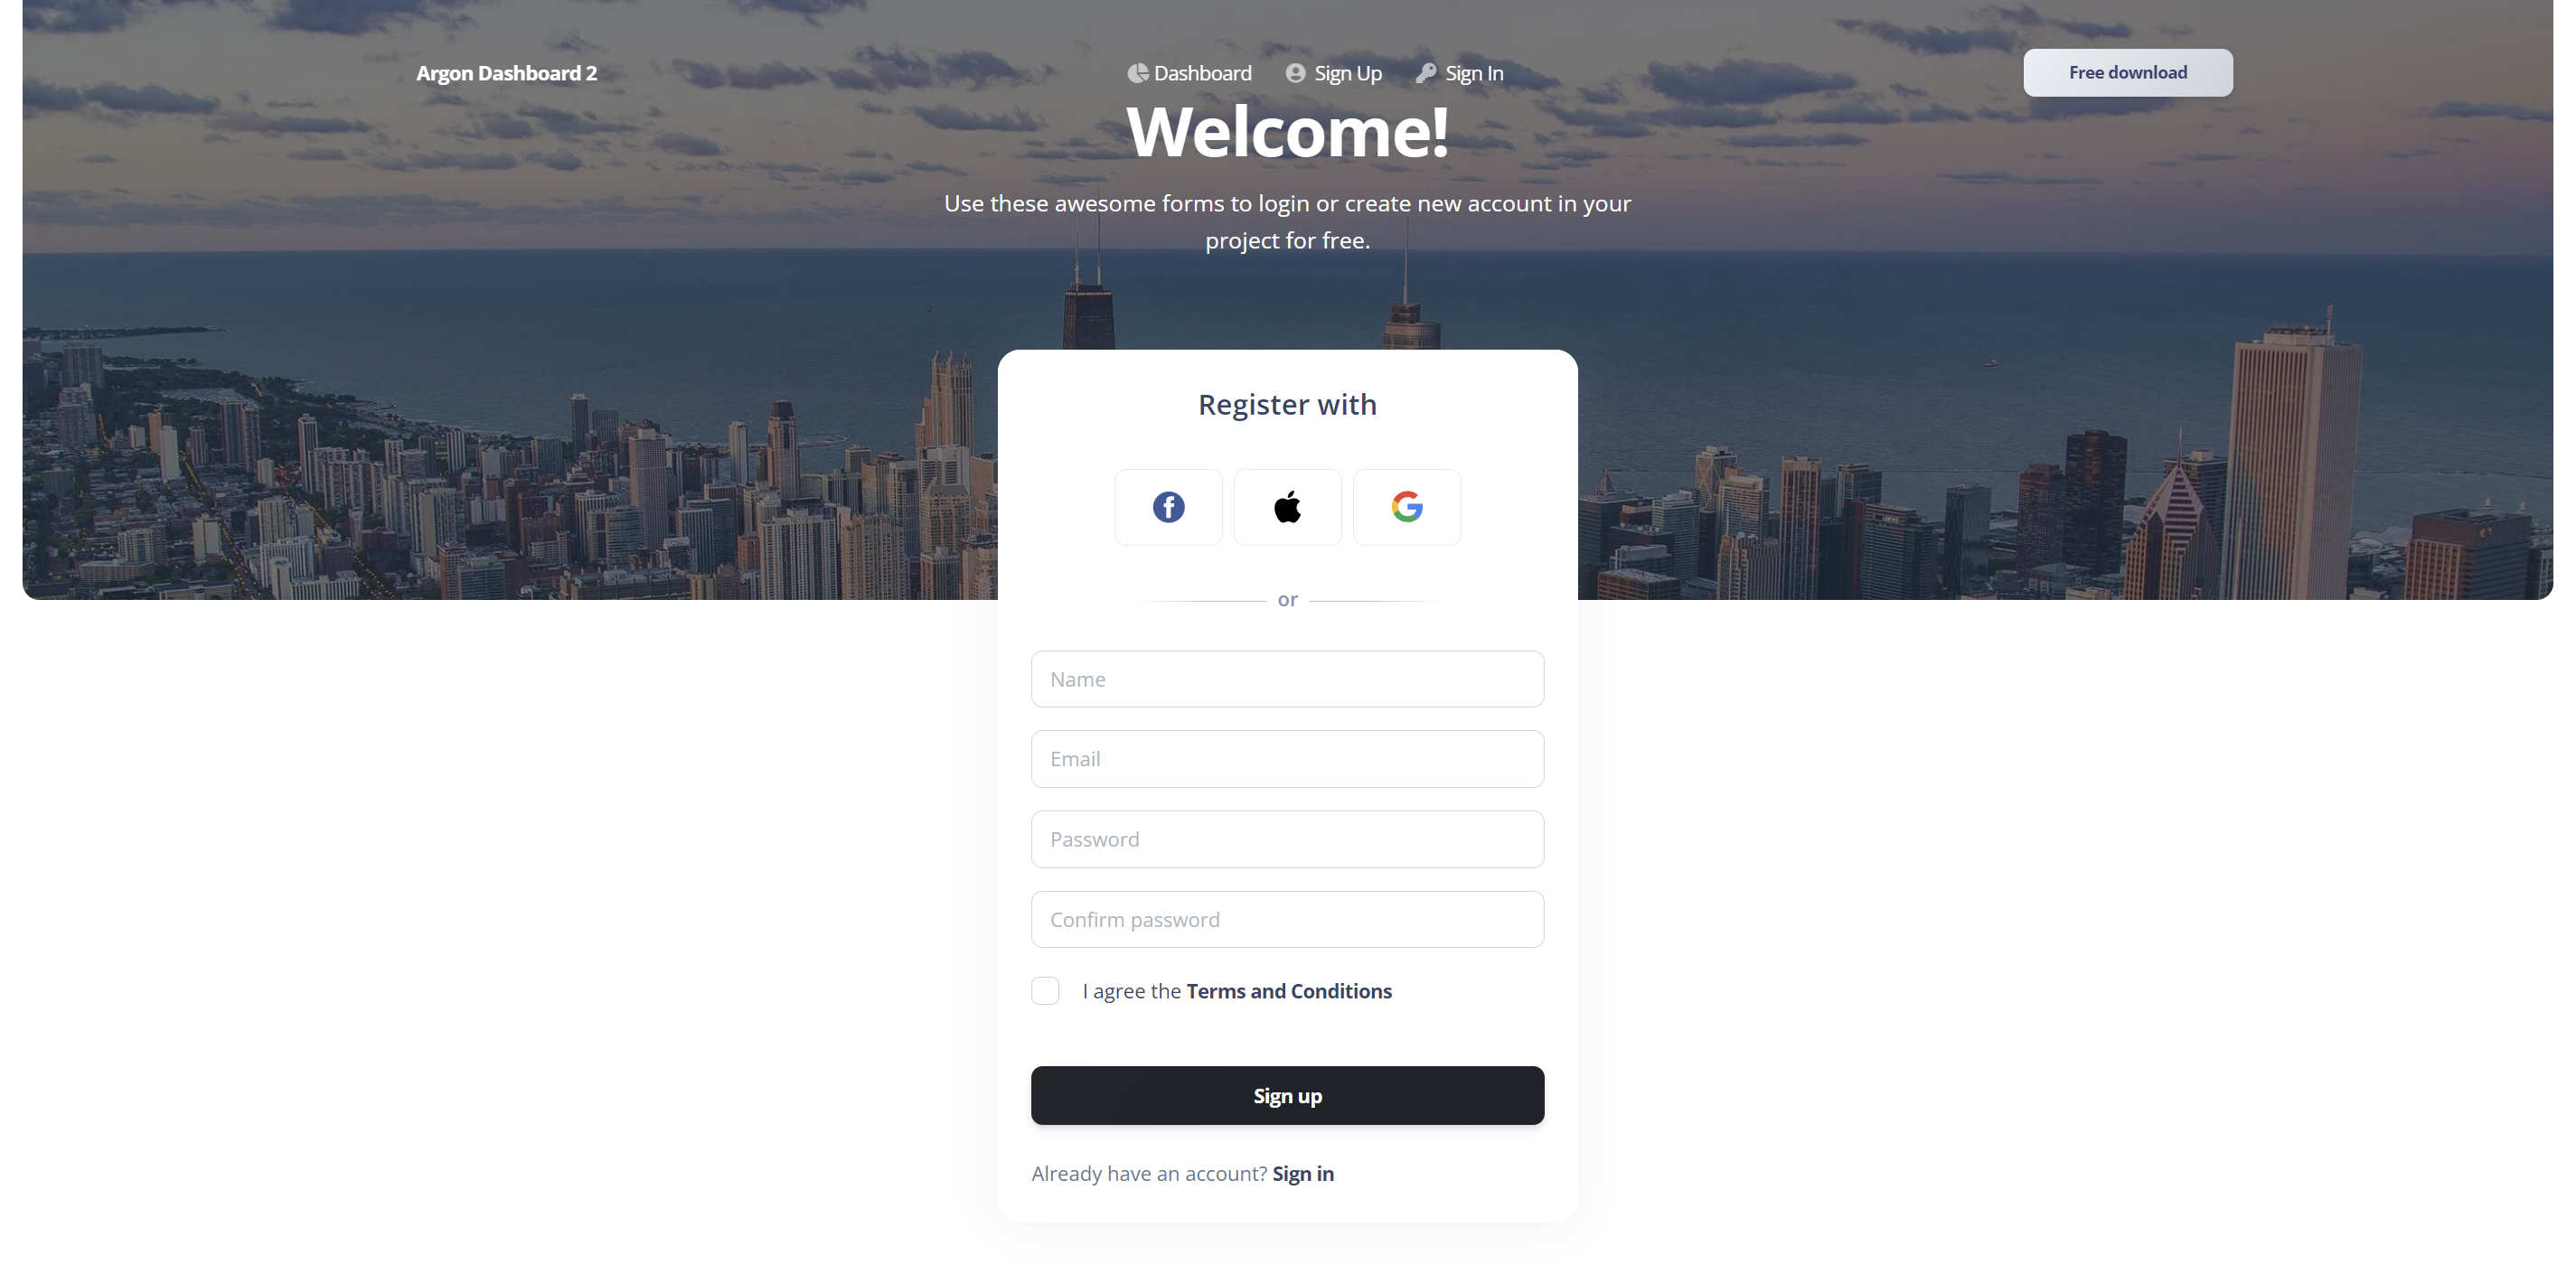 Argon Dashboard 2
Dashboard
Sign Up
Sign In
Free download
Welcome!
Use these awesome forms to login or create new account in your
project for free.
Register with
or
Name
Email
Password
Confirm password
I agree the Terms and Conditions
Sign up
Already have an account? Sign in